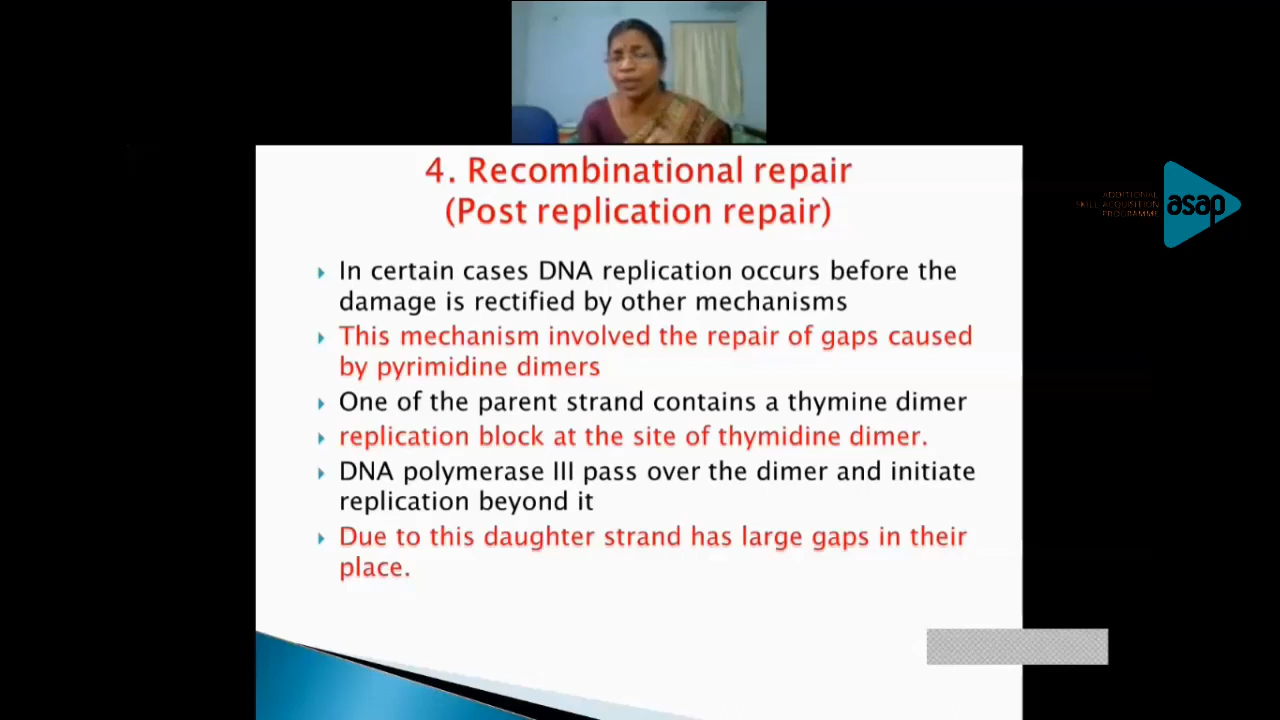 4. Recombinational repair
(Post replication repair)
In certain cases DNA replication occurs before the
damage is rectified by other mechanisms
This mechanism involved the repair of gaps caused
by pyrimidine dimers
One of the parent strand contains a thymine dimer
replication block at the site of thymidine dimer.
DNA polymerase III pass over the dimer and initiate
replication beyond it
Due to this daughter strand has large gaps in their
place.
ADDITIONAL
SKILL ACQUISITION
PROGRAMME
asap